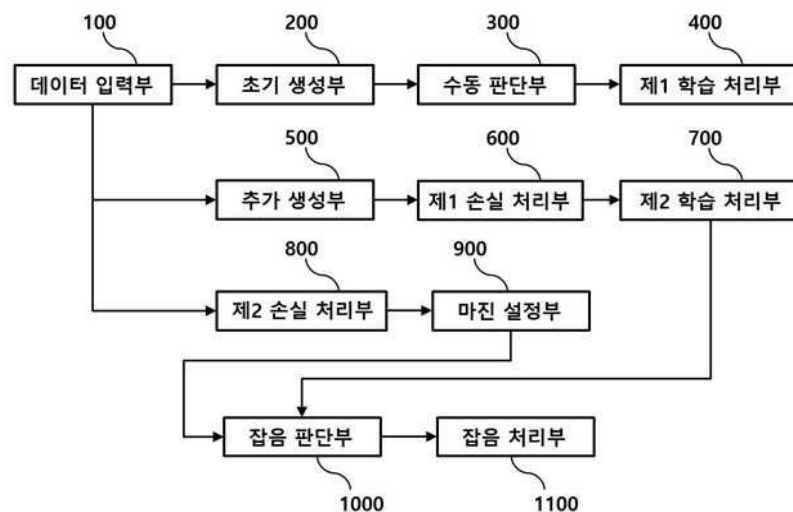 100 200 300 400
데이터 입력부 초기 생성부 수동 판단부 제1 학습 처리부
500 600 700
추가 생성부 제1 손실 처리부 제2 학습 처리부
800 900
제2 손실 처리부 마진 설정부
잡음 판단부 잡음 처리부
1000 1100